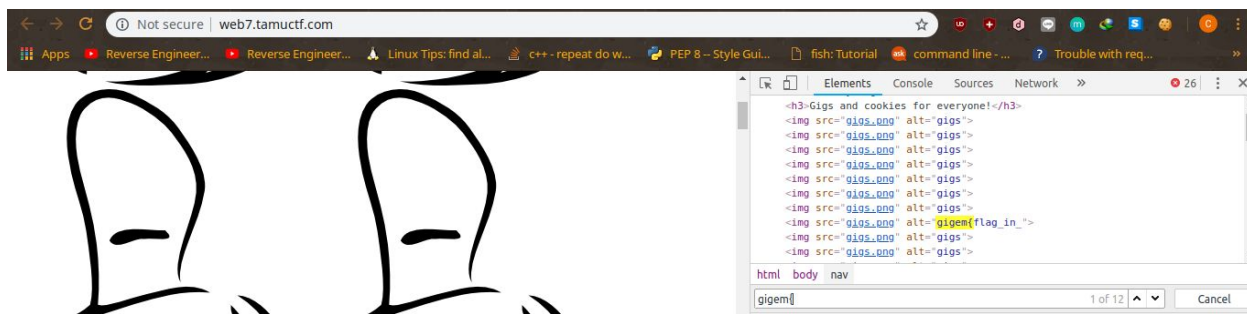 Not secure | web7.tamuctf.com
Apps Reverse Engineer... Reverse Engineer... Linux Tips: find al... c++ - repeat do w... PEP 8 -- Style Gui... fish: Tutorial command line - ... Trouble with req... »
Elements Console Sources Network » 26
<h3>Gigs and cookies for everyone!</h3>
<img src="gigs.png" alt="gigs">
<img src="gigs.png" alt="gigs">
<img src="gigs.png" alt="gigs">
<img src="gigs.png" alt="gigs">
<img src="gigs.png" alt="gigs">
<img src="gigs.png" alt="gigs">
<img src="gigs.png" alt="gigs">
<img src="gigs.png" alt="gigem{flag_in_">
<img src="gigs.png" alt="gigs">
<img src="gigs.png" alt="gigs">
html body nav
gigem{ 1 of 12 Cancel